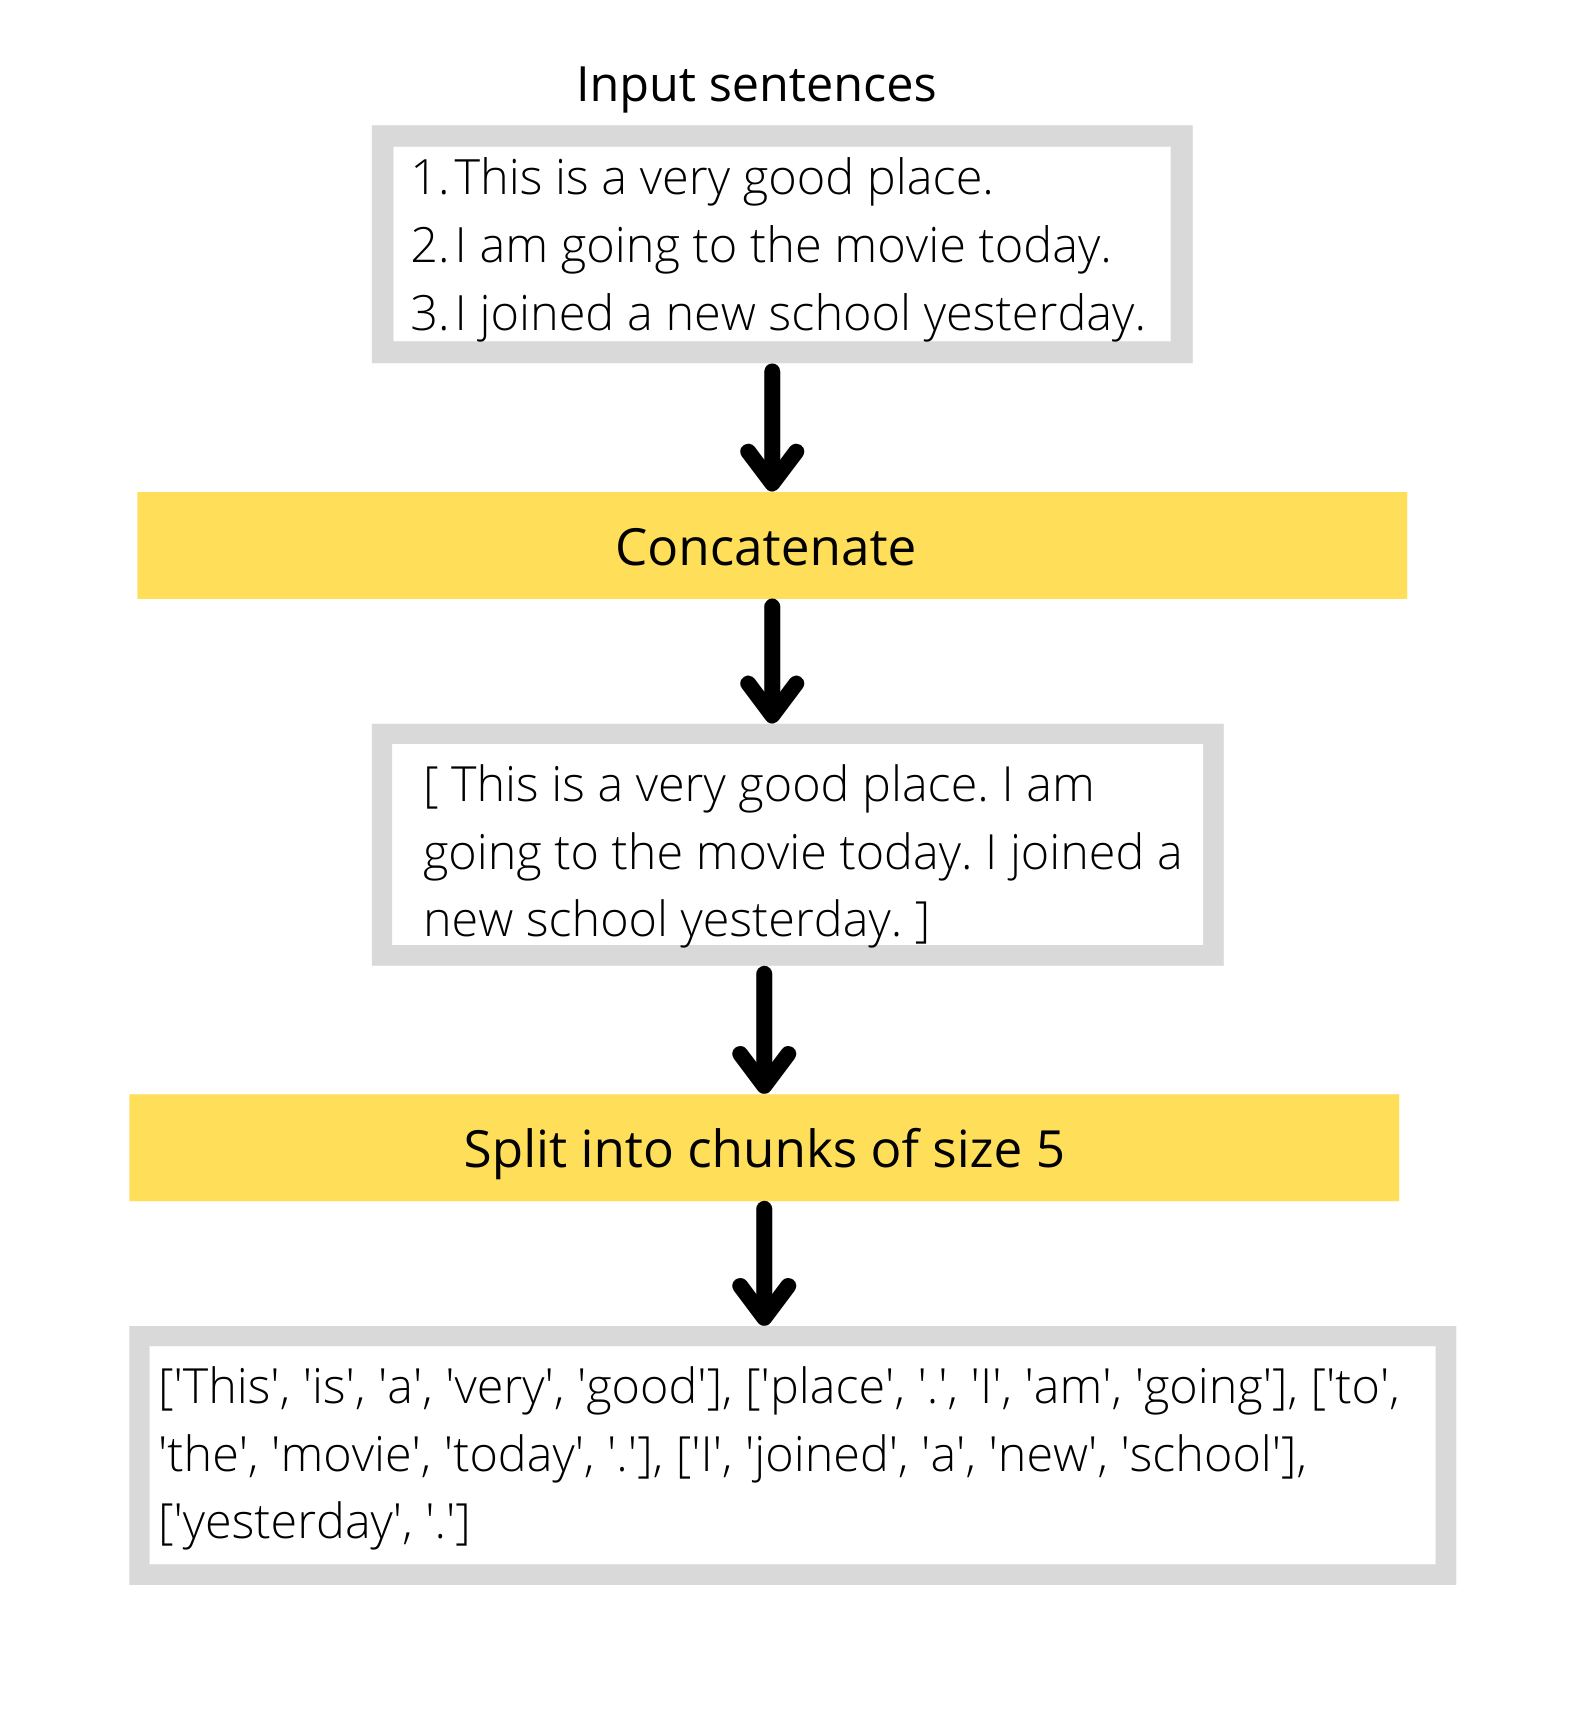 Input sentences
1. This is a very good place.
2. I am going to the movie today.
3. I joined a new school yesterday.
Concatenate
[ This is a very good place. I am
going to the movie today. I joined a
new school yesterday. ]
Split into chunks of size 5
['This', 'is', 'a', 'very', 'good'], ['place', '.', 'I', 'am', 'going'], ['to',
'the', 'movie', 'today', '.'], ['I', 'joined', 'a', 'new', 'school'],
['yesterday', '.']